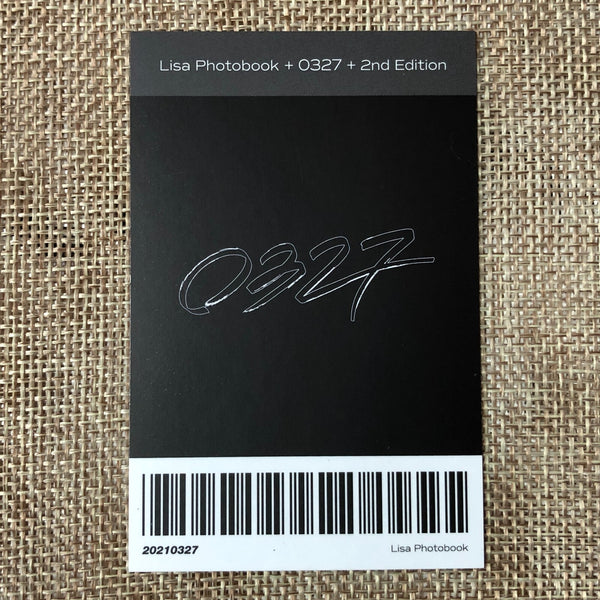 Lisa Photobook + 0327 + 2nd Edition
0327
20210327
Lisa Photobook